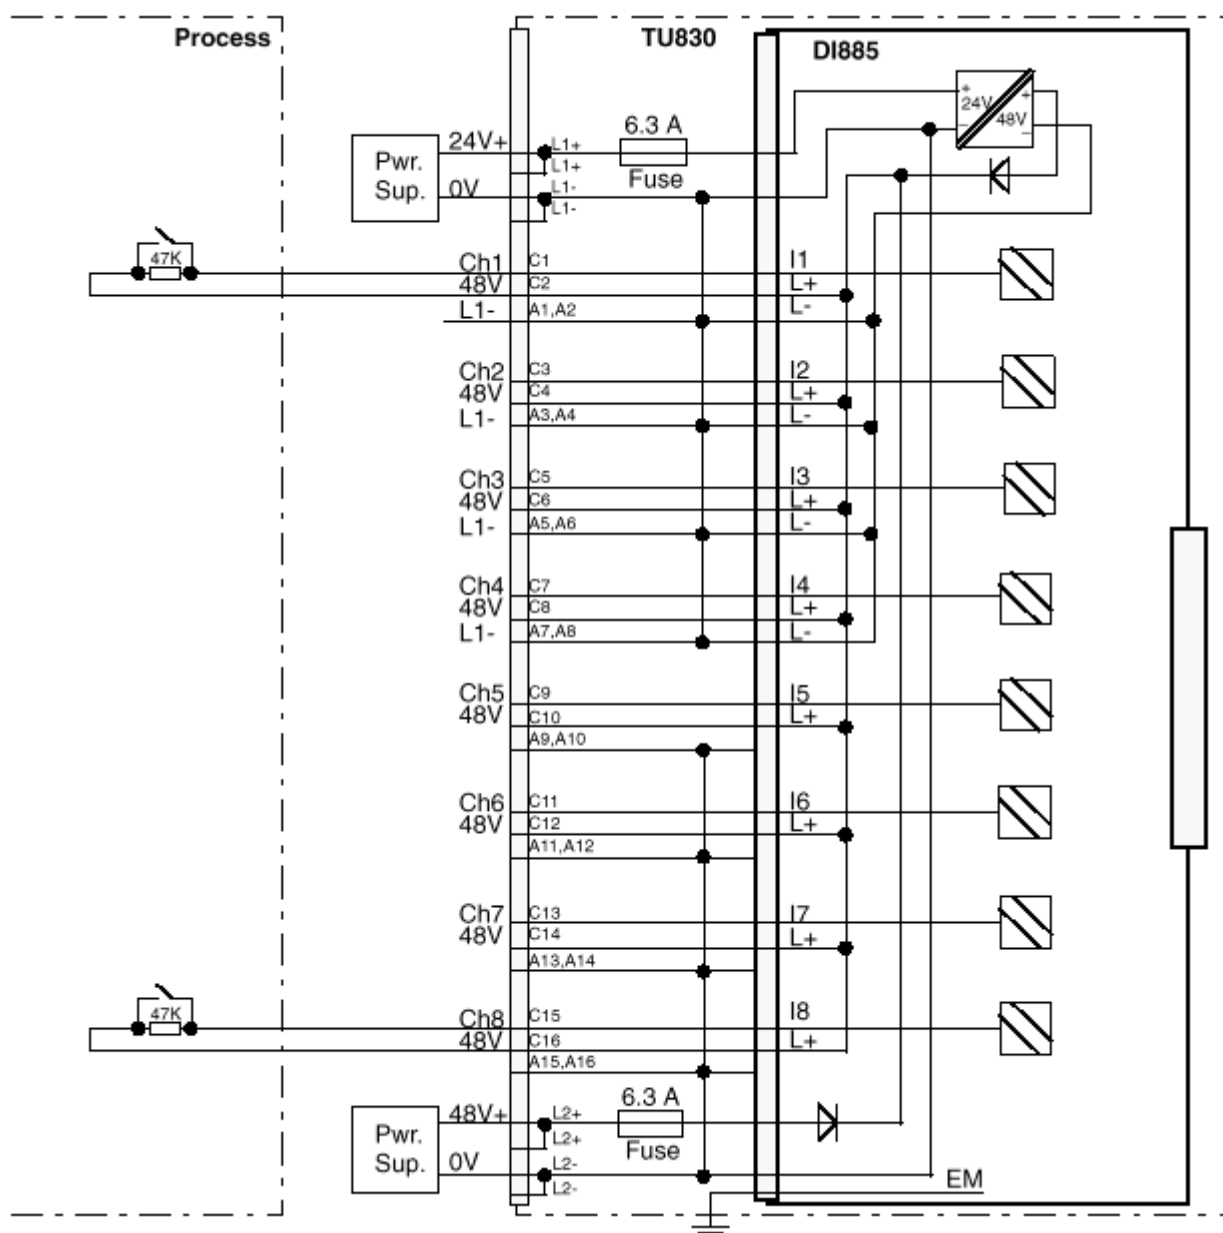 Process
TU830
DI885
+
24V
+
48V
−
−
6.3 A
Fuse
Pwr.
Sup.
24V+
0V
L1+
L1+
L1-
L1-
47K
Ch1
C1
I1
48V
C2
L+
L1-
A1,A2
L-
Ch2
C3
I2
48V
C4
L+
L1-
A3,A4
L-
Ch3
C5
I3
48V
C6
L+
L1-
A5,A6
L-
Ch4
C7
I4
48V
C8
L+
L1-
A7,A8
L-
Ch5
C9
I5
48V
C10
L+
A9,A10
Ch6
C11
I6
48V
C12
L+
A11,A12
Ch7
C13
I7
48V
C14
L+
A13,A14
47K
Ch8
C15
I8
48V
C16
L+
A15,A16
6.3 A
Fuse
Pwr.
Sup.
48V+
0V
L2+
L2+
L2-
L2-
EM